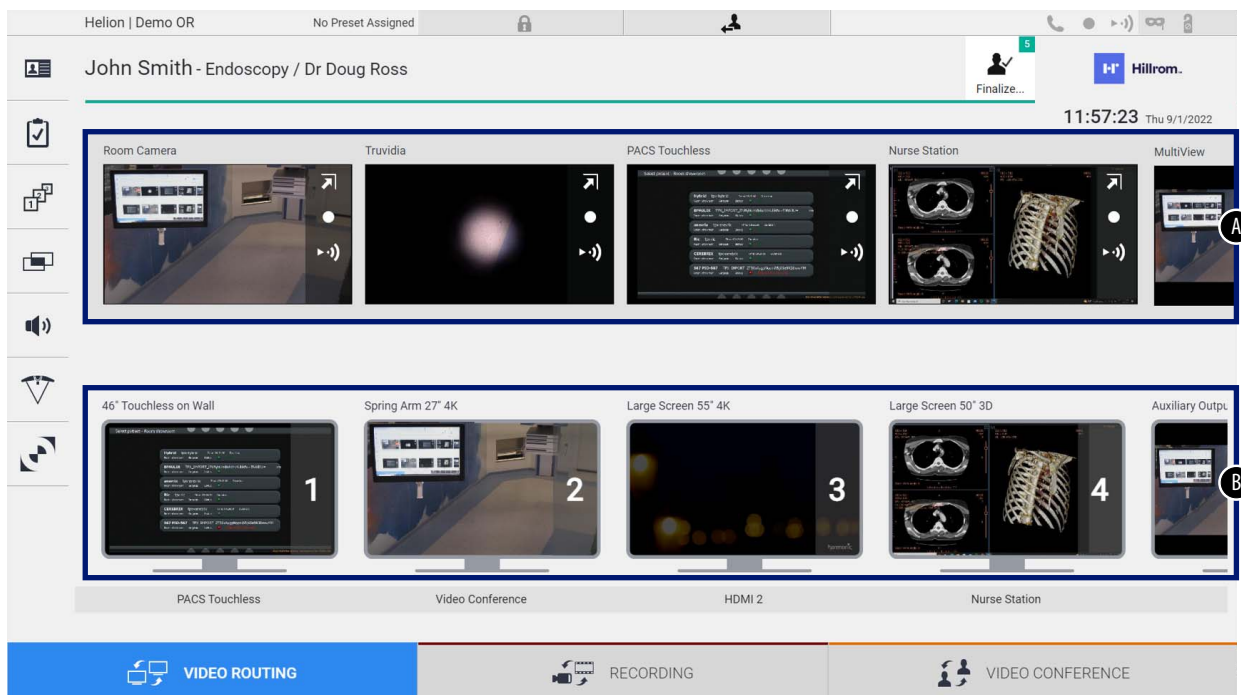 Helion | Demo OR
No Preset Assigned
5
John Smith - Endoscopy / Dr Doug Ross
Finalize...
H-r
Hillrom.
11:57:23 Thu 9/1/2022
Room Camera
Truvidia
PACS Touchless
Nurse Station
MultiView
A
46" Touchless on Wall
Spring Arm 27" 4K
Large Screen 55" 4K
Large Screen 50" 3D
Auxiliary Outpu
1
2
3
4
B
PACS Touchless
Video Conference
HDMI 2
Nurse Station
VIDEO ROUTING
RECORDING
VIDEO CONFERENCE